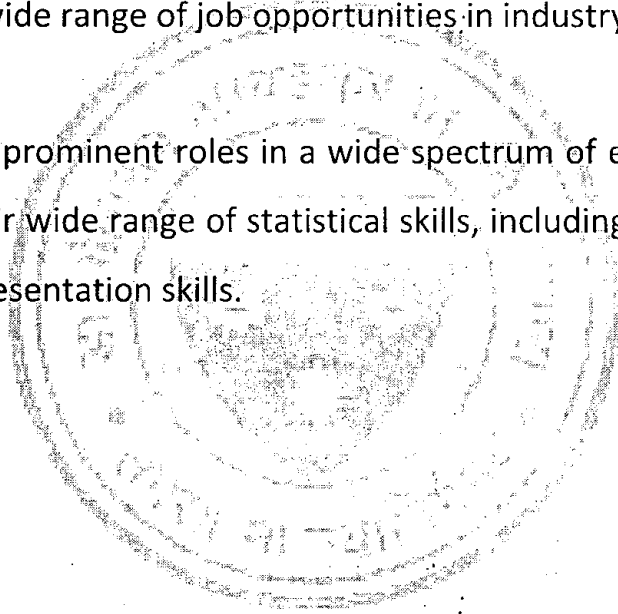 wide range of job opportunities in industry
prominent roles in a wide spectrum of e
r wide range of statistical skills, including
esentation skills.